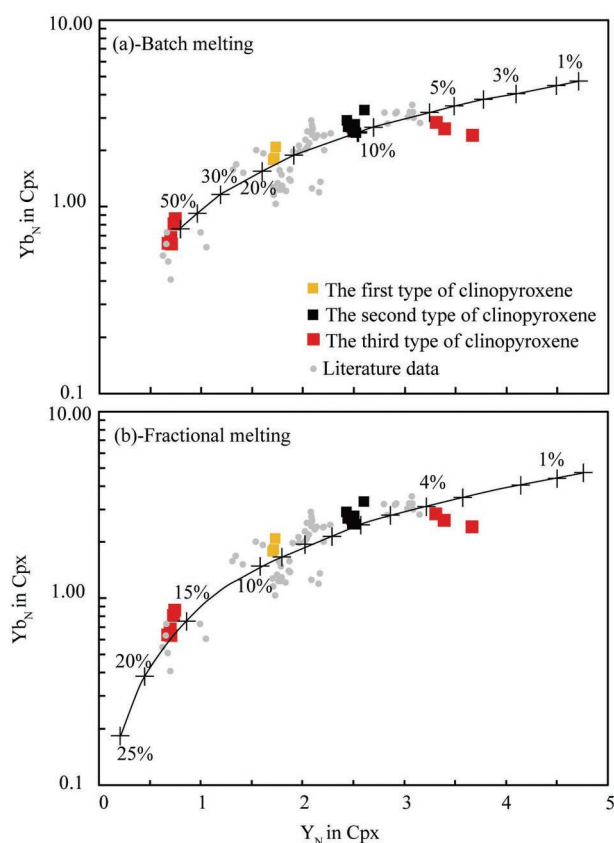 10.00
(a)-Batch melting
1%
3%
5%
10%
20%
30%
50%
1.00
Yb_N in Cpx
The first type of clinopyroxene
The second type of clinopyroxene
The third type of clinopyroxene
Literature data
0.1
10.00
(b)-Fractional melting
1%
4%
10%
15%
20%
25%
1.00
Yb_N in Cpx
0.1
0 1 2 3 4 5
Y_N in Cpx